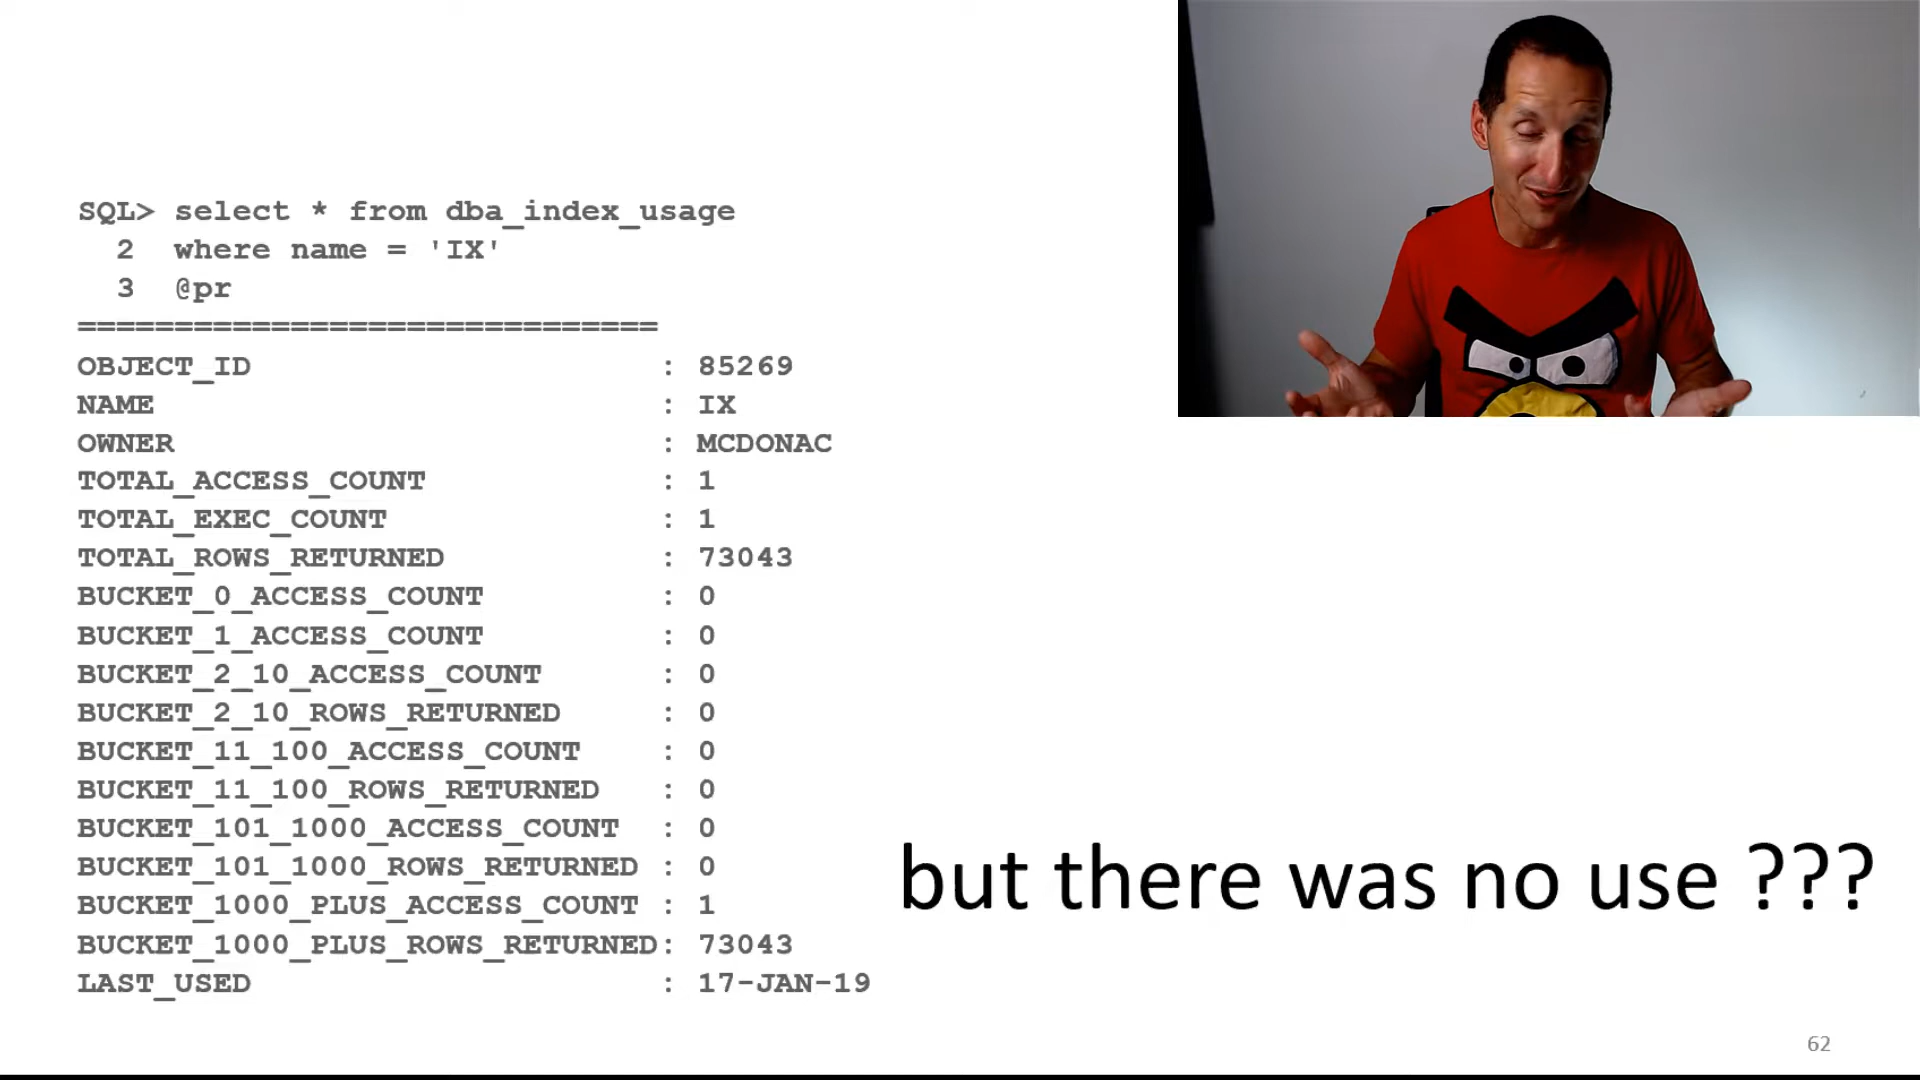 SQL> select * from dba_index_usage
2 where name = 'IX'
3 @pr
==============================
OBJECT_ID : 85269
NAME : IX
OWNER : MCDONAC
TOTAL_ACCESS_COUNT : 1
TOTAL_EXEC_COUNT : 1
TOTAL_ROWS_RETURNED : 73043
BUCKET_0_ACCESS_COUNT : 0
BUCKET_1_ACCESS_COUNT : 0
BUCKET_2_10_ACCESS_COUNT : 0
BUCKET_2_10_ROWS_RETURNED : 0
BUCKET_11_100_ACCESS_COUNT : 0
BUCKET_11_100_ROWS_RETURNED : 0
BUCKET_101_1000_ACCESS_COUNT : 0
BUCKET_101_1000_ROWS_RETURNED : 0
BUCKET_1000_PLUS_ACCESS_COUNT : 1
BUCKET_1000_PLUS_ROWS_RETURNED: 73043
LAST_USED : 17-JAN-19
but there was no use ???
62